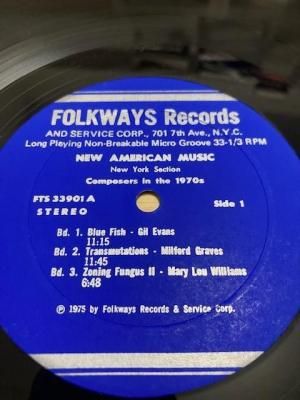 FOLKWAYS Records
AND SERVICE CORP., 701 7th Ave., N.Y.C.
Long Playing Non-Breakable Micro Groove 33-1/3 RPM
NEW AMERICAN MUSIC
New York Section
Composers in the 1970s
FTS 33901 A
STEREO
Side 1
Bd. 1. Blue Fish - Gil Evans
11:15
Bd. 2. Transmutations - Milford Graves
11:45
Bd. 3. Zoning Fungus II - Mary Lou Williams
6:48
℗ 1975 by Folkways Records & Service Corp.